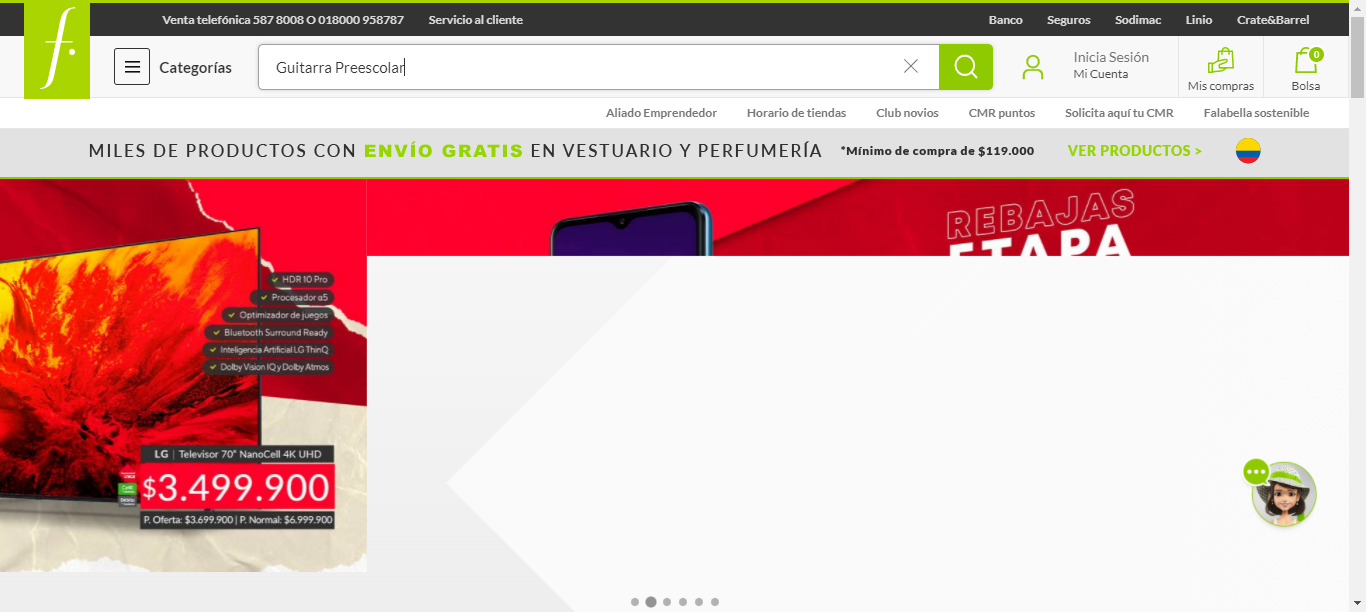 Venta telefónica 587 8008 O 018000 958787
Servicio al cliente
Banco
Seguros
Sodimac
Linio
Crate&Barrel
f.
Categorías
Guitarra Preescolar
Inicia Sesión
Mi Cuenta
Mis compras
0
Bolsa
Aliado Emprendedor
Horario de tiendas
Club novios
CMR puntos
Solicita aquí tu CMR
Falabella sostenible
MILES DE PRODUCTOS CON ENVÍO GRATIS EN VESTUARIO Y PERFUMERÍA
*Mínimo de compra de $119.000
VER PRODUCTOS >
REBAJAS
ETAPA
HDR 10 Pro
Procesador α5
Optimizador de juegos
Bluetooth Surround Ready
Inteligencia Artificial LG ThinQ
Dolby Vision IQ y Dolby Atmos
LG | Televisor 70" NanoCell 4K UHD
$3.499.900
P. Oferta: $3.699.900 | P. Normal: $6.999.900